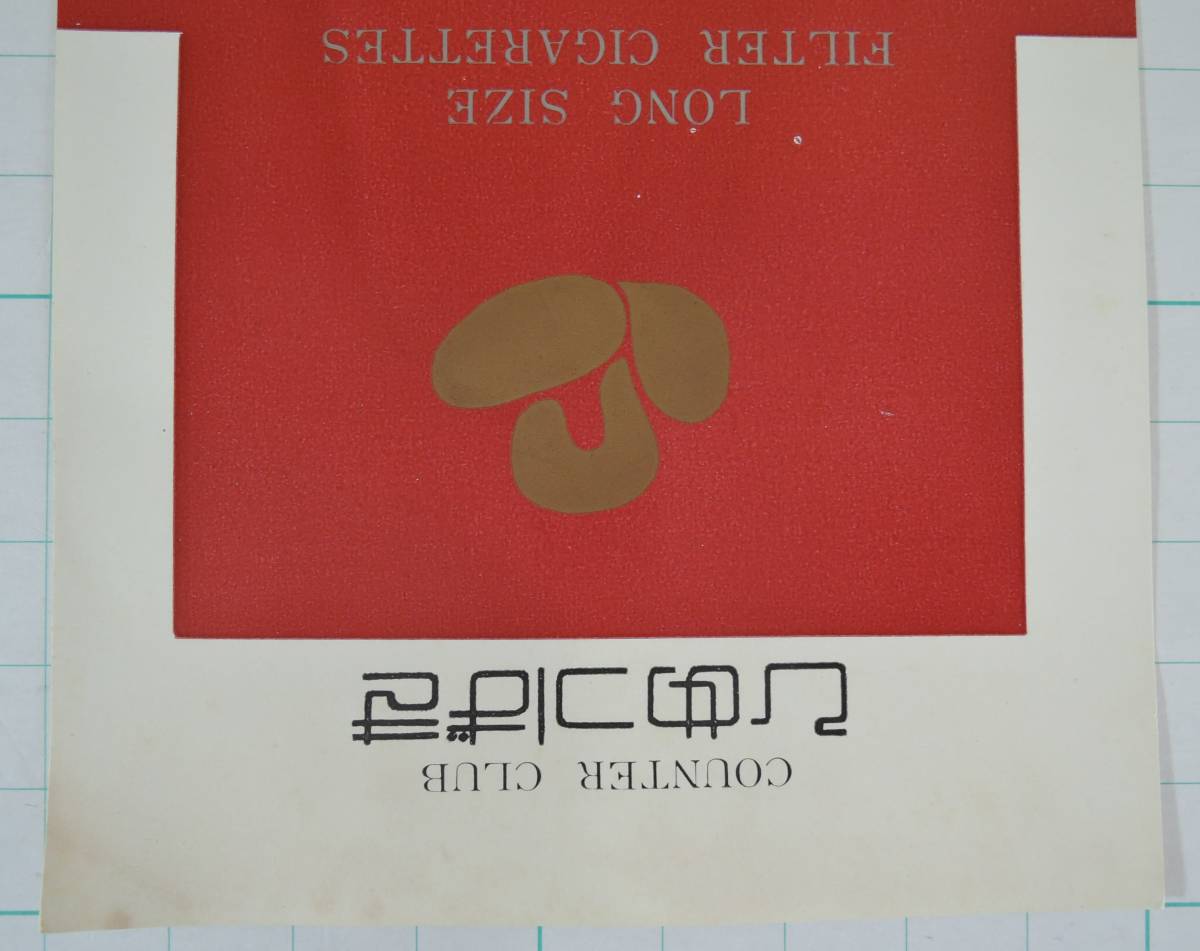 COUNTER CLUB
LONG SIZE
FILTER CIGARETTES